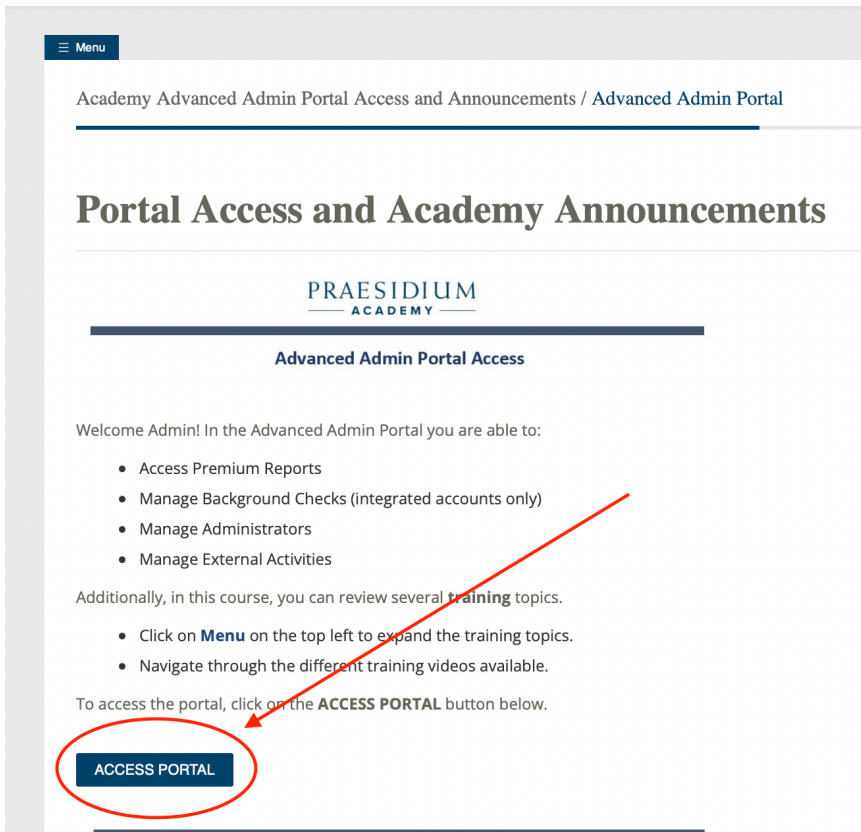 ☰ Menu
Academy Advanced Admin Portal Access and Announcements / Advanced Admin Portal
Portal Access and Academy Announcements
PRAESIDIUM
ACADEMY
Advanced Admin Portal Access
Welcome Admin! In the Advanced Admin Portal you are able to:
• Access Premium Reports
• Manage Background Checks (integrated accounts only)
• Manage Administrators
• Manage External Activities
Additionally, in this course, you can review several training topics.
• Click on Menu on the top left to expand the training topics.
• Navigate through the different training videos available.
To access the portal, click on the ACCESS PORTAL button below.
ACCESS PORTAL